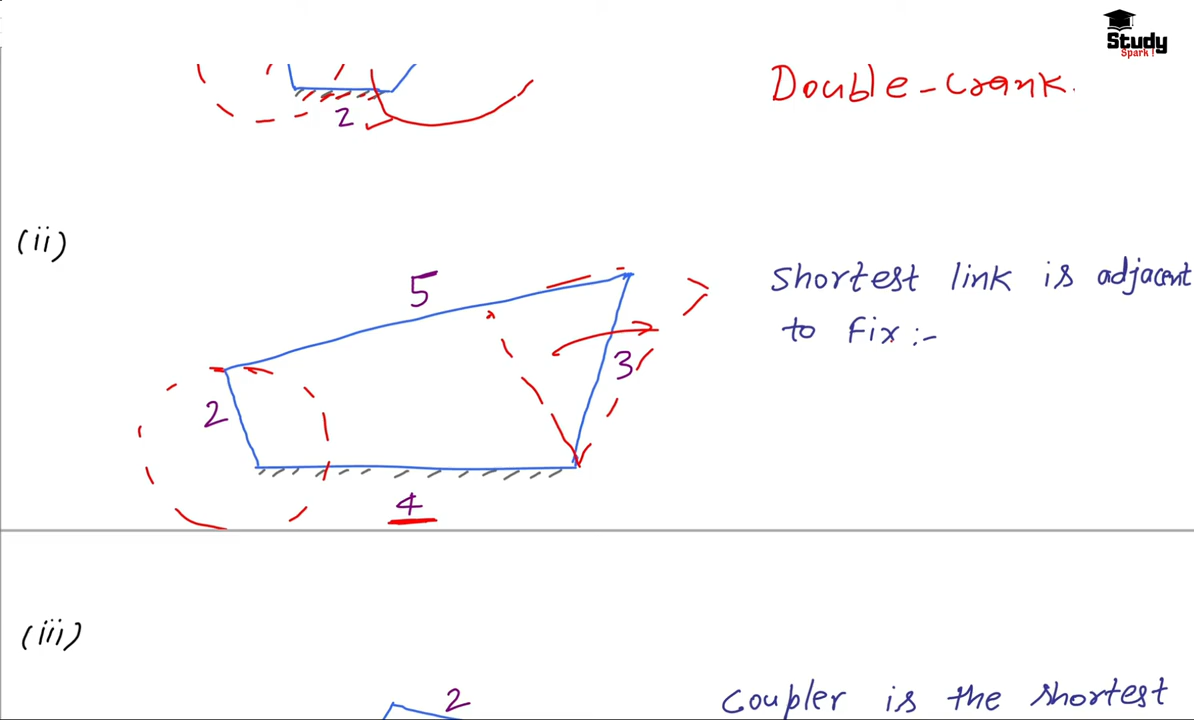 Study
Spark!
Double-Crank.
2
(ii)
5
Shortest link is adjacent
to Fix :-
3
2
4
(iii)
2
Coupler is the shortest